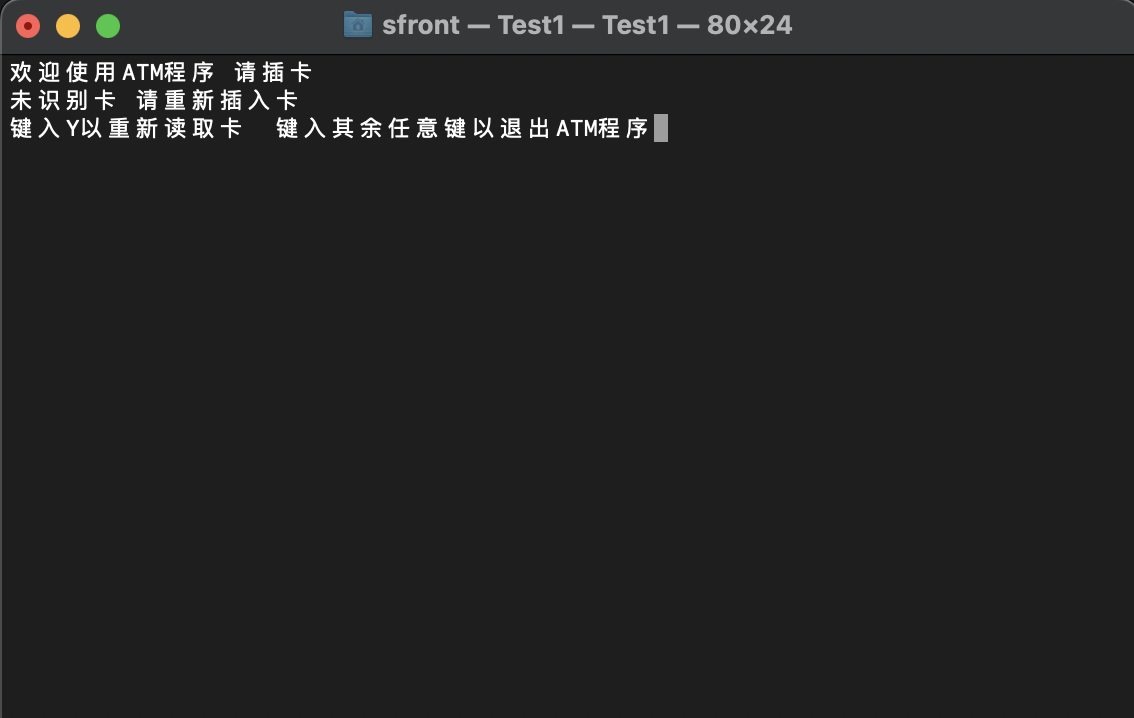 sfront — Test1 — Test1 — 80×24
欢迎使用ATM程序 请插卡
未识别卡 请重新插入卡
键入Y以重新读取卡  键入其余任意键以退出ATM程序